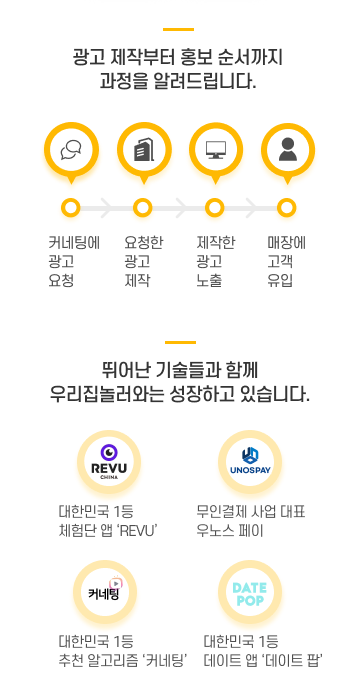 광고 제작부터 홍보 순서까지
과정을 알려드립니다.
커네팅에
광고
요청
요청한
광고
제작
제작한
광고
노출
매장에
고객
유입
뛰어난 기술들과 함께
우리집놀러와는 성장하고 있습니다.
REVU
CHINA
대한민국 1등
체험단 앱 ‘REVU’
UNOSPAY
무인결제 사업 대표
우노스 페이
커네팅
대한민국 1등
추천 알고리즘 ‘커네팅’
DATE
POP
대한민국 1등
데이트 앱 ‘데이트 팝’